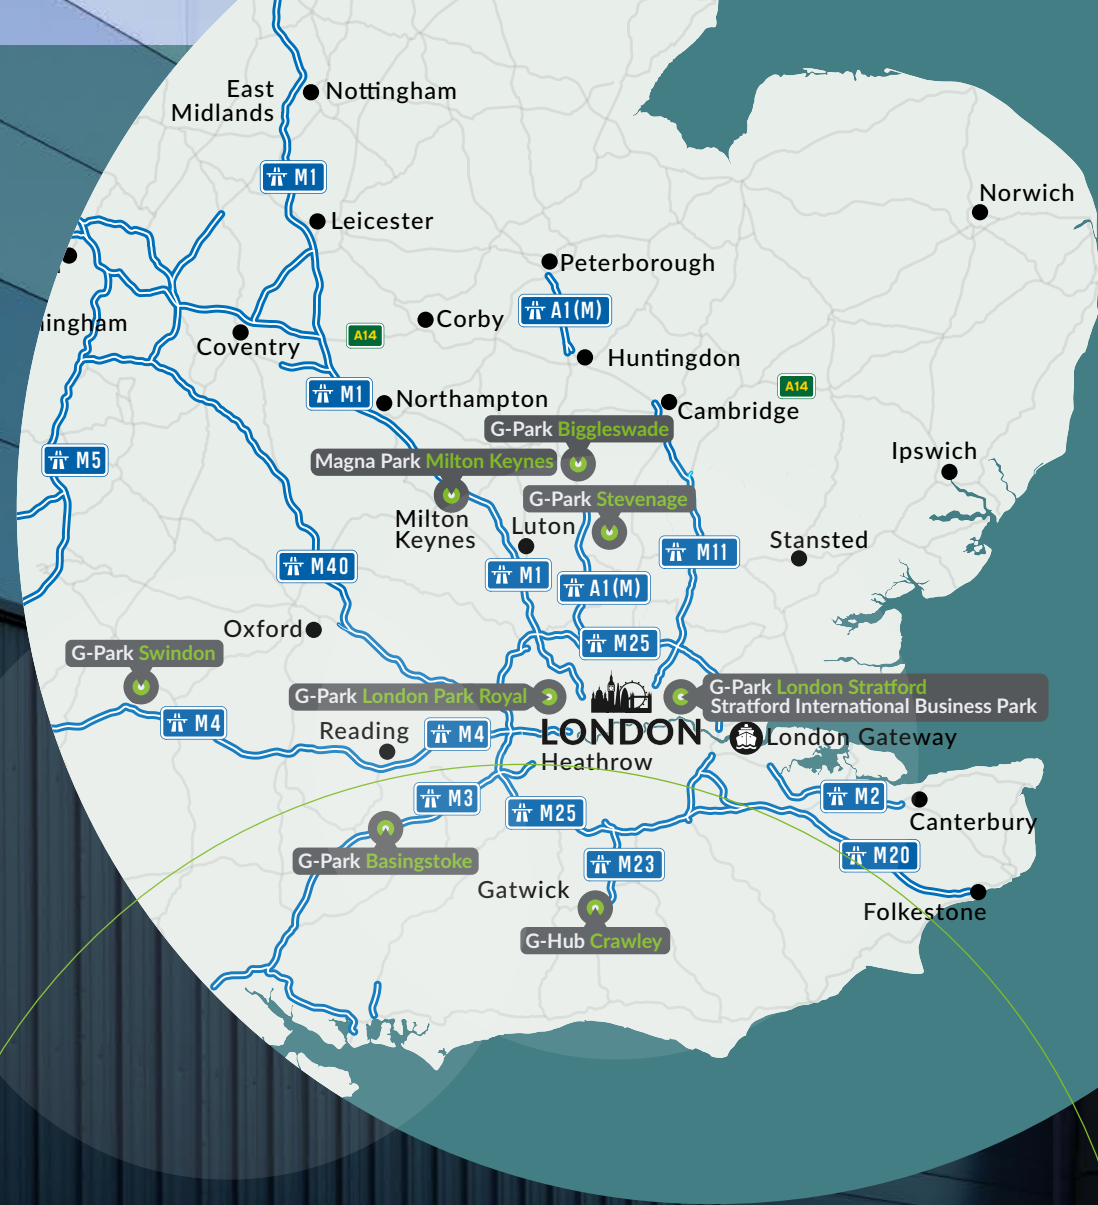 East
Midlands
Nottingham
M1
Norwich
Leicester
Peterborough
A1(M)
ingham
Corby
A14
Coventry
Huntingdon
A14
M1
Northampton
Cambridge
G-Park Biggleswade
Ipswich
M5
Magna Park Milton Keynes
G-Park Stevenage
Milton
Keynes
Luton
Stansted
M11
M40
M1
A1(M)
Oxford
M25
G-Park Swindon
G-Park London Park Royal
G-Park London Stratford
Stratford International Business Park
M4
Reading
M4
LONDON
London Gateway
Heathrow
M3
M2
M25
Canterbury
M20
G-Park Basingstoke
M23
Gatwick
Folkestone
G-Hub Crawley